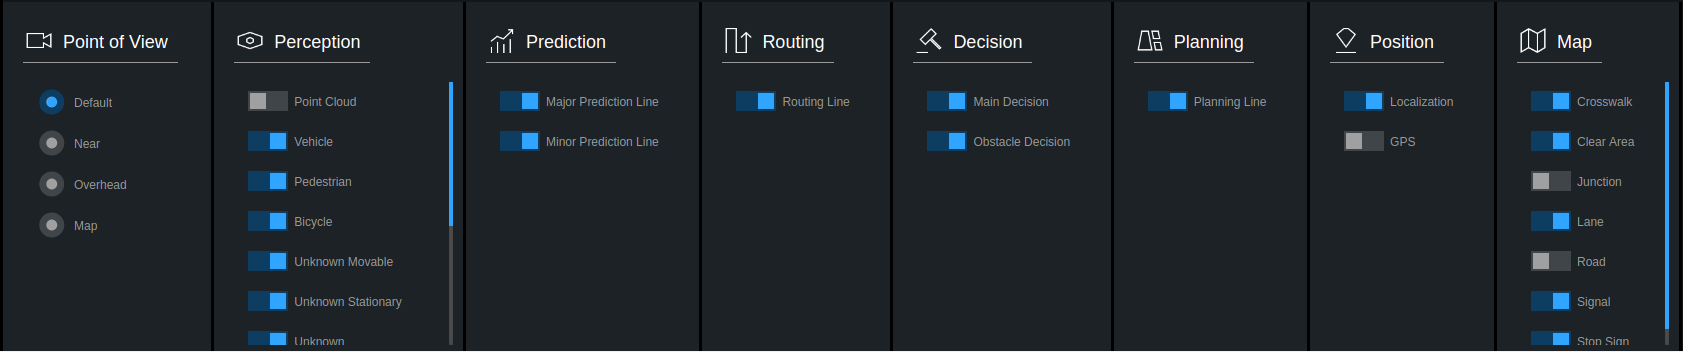 Point of View
Default
Near
Overhead
Map
Perception
Point Cloud
Vehicle
Pedestrian
Bicycle
Unknown Movable
Unknown Stationary
Unknown
Prediction
Major Prediction Line
Minor Prediction Line
Routing
Routing Line
Decision
Main Decision
Obstacle Decision
Planning
Planning Line
Position
Localization
GPS
Map
Crosswalk
Clear Area
Junction
Lane
Road
Signal
Stop Sign